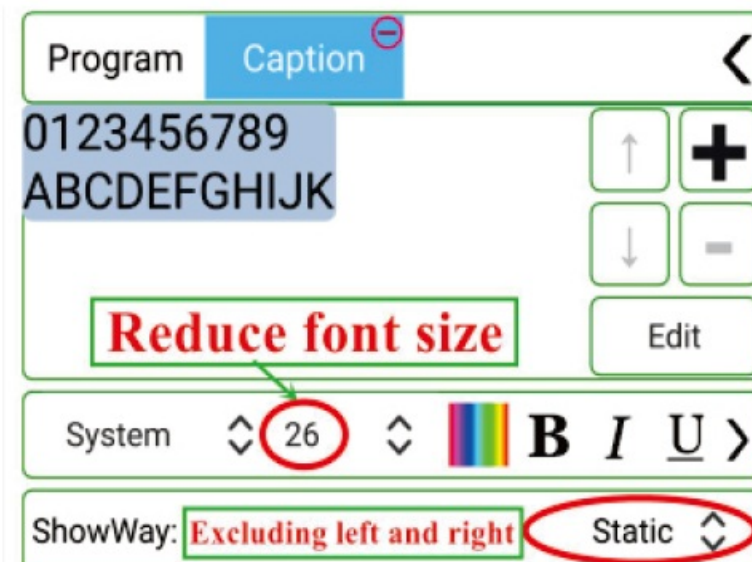 Program Caption
0123456789
ABCDEFGHIJK
Reduce font size
Edit
System 26 B I U
ShowWay: Excluding left and right Static